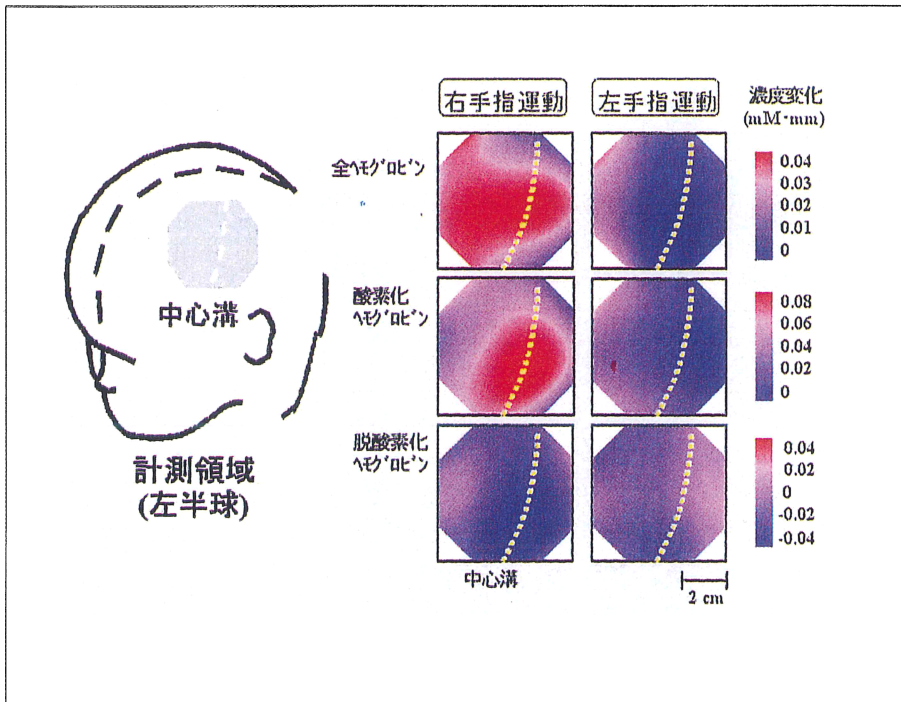 右手指運動
左手指運動
濃度変化
(mM･mm)
全ﾍﾓｸﾞﾛﾋﾞﾝ
0.04
0.03
0.02
0.01
0
中心溝
酸素化
ﾍﾓｸﾞﾛﾋﾞﾝ
0.08
0.06
0.04
0.02
0
脱酸素化
ﾍﾓｸﾞﾛﾋﾞﾝ
0.04
0.02
0
-0.02
-0.04
計測領域
(左半球)
中心溝
2 cm